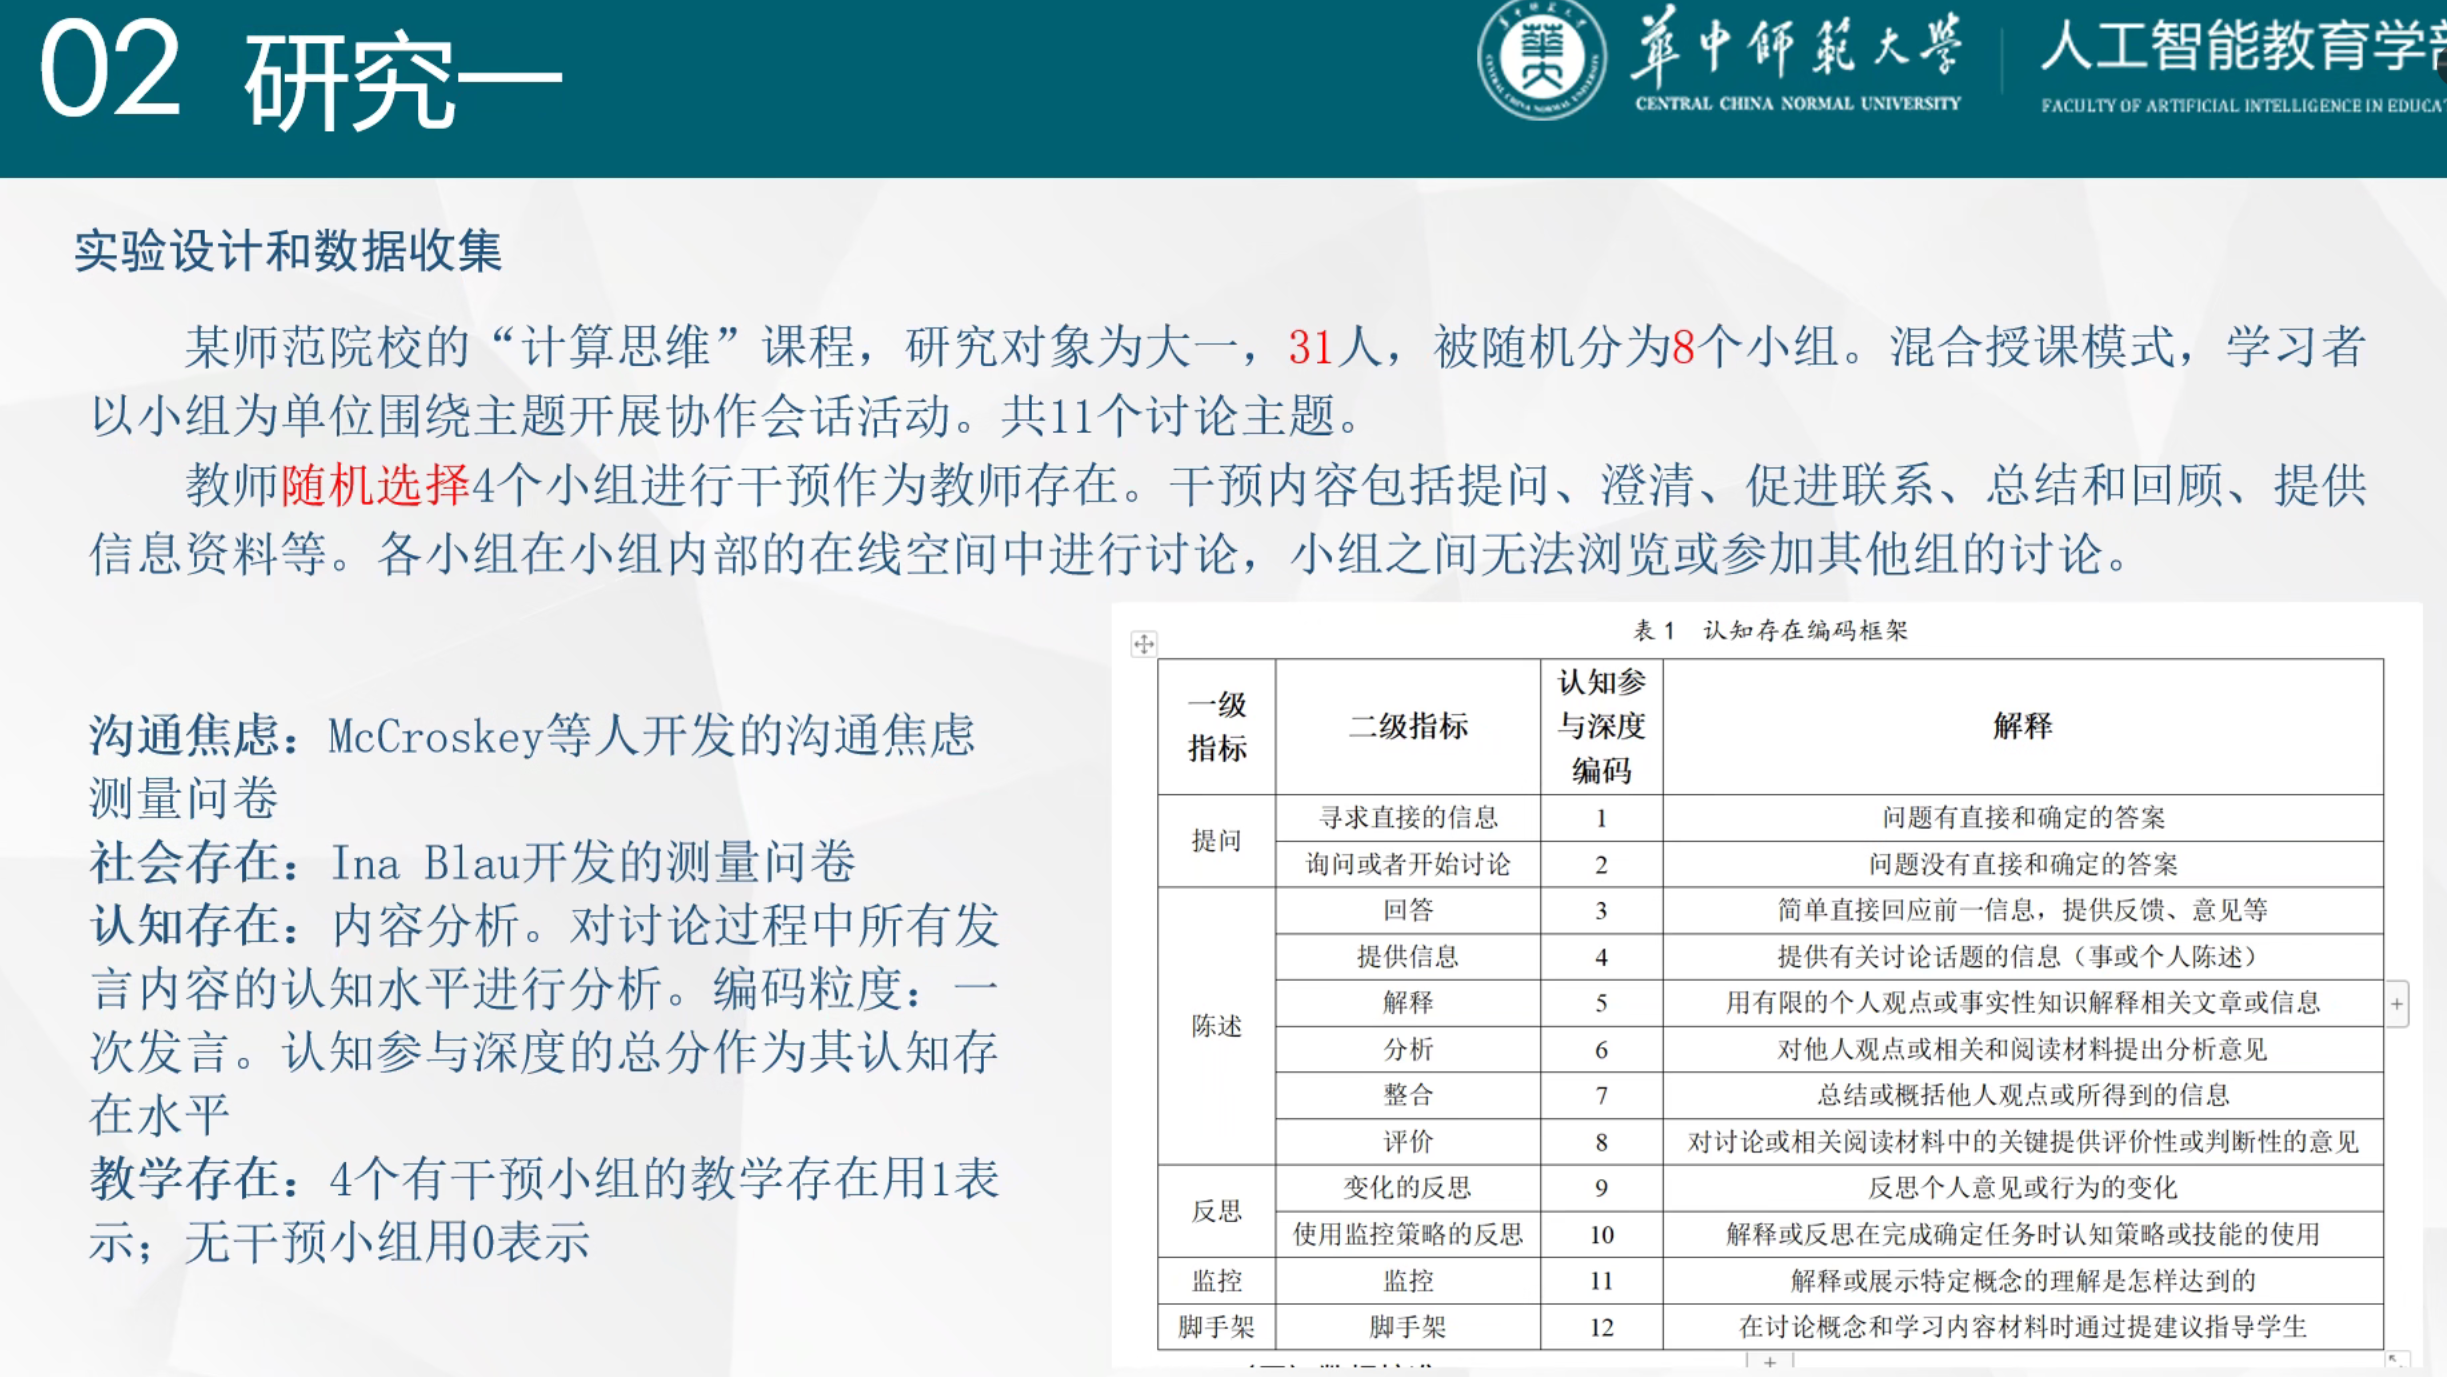 02 研究一
華中師範大學
CENTRAL CHINA NORMAL UNIVERSITY
人工智能教育学部
FACULTY OF ARTIFICIAL INTELLIGENCE IN EDUCA
实验设计和数据收集
某师范院校的“计算思维”课程，研究对象为大一，31人，被随机分为8个小组。混合授课模式，学习者
以小组为单位围绕主题开展协作会话活动。共11个讨论主题。
教师随机选择4个小组进行干预作为教师存在。干预内容包括提问、澄清、促进联系、总结和回顾、提供
信息资料等。各小组在小组内部的在线空间中进行讨论，小组之间无法浏览或参加其他组的讨论。
沟通焦虑：McCroskey等人开发的沟通焦虑
测量问卷
社会存在：Ina Blau开发的测量问卷
认知存在：内容分析。对讨论过程中所有发
言内容的认知水平进行分析。编码粒度：一
次发言。认知参与深度的总分作为其认知存
在水平
教学存在：4个有干预小组的教学存在用1表
示；无干预小组用0表示
表 1 认知存在编码框架
一级指标 二级指标 认知参与深度编码 解释
提问 寻求直接的信息 1 问题有直接和确定的答案
询问或者开始讨论 2 问题没有直接和确定的答案
陈述 回答 3 简单直接回应前一信息，提供反馈、意见等
提供信息 4 提供有关讨论话题的信息（事或个人陈述）
解释 5 用有限的个人观点或事实性知识解释相关文章或信息
分析 6 对他人观点或相关和阅读材料提出分析意见
整合 7 总结或概括他人观点或所得到的信息
评价 8 对讨论或相关阅读材料中的关键提供评价性或判断性的意见
反思 变化的反思 9 反思个人意见或行为的变化
使用监控策略的反思 10 解释或反思在完成确定任务时认知策略或技能的使用
监控 监控 11 解释或展示特定概念的理解是怎样达到的
脚手架 脚手架 12 在讨论概念和学习内容材料时通过提建议指导学生